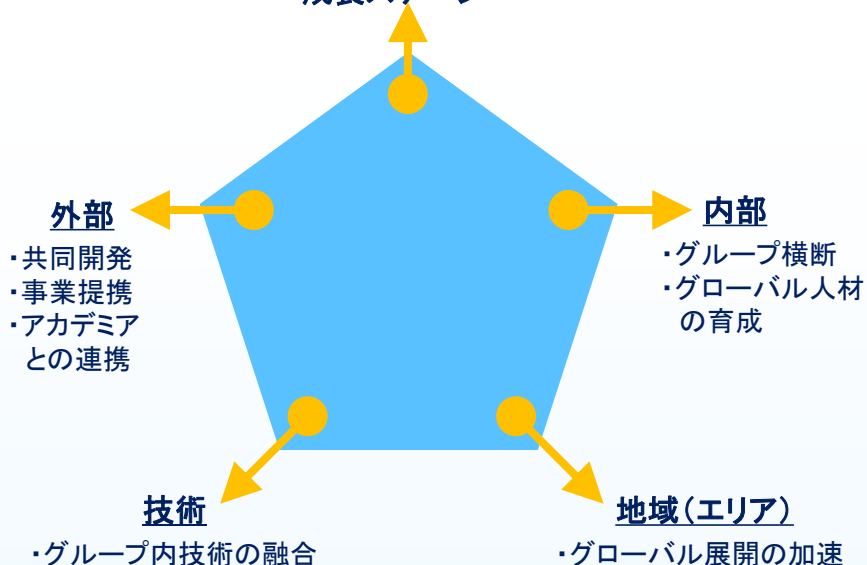 外部
・共同開発
・事業提携
・アカデミア
との連携
内部
・グループ横断
・グローバル人材
の育成
技術
・グループ内技術の融合
地域（エリア）
・グローバル展開の加速